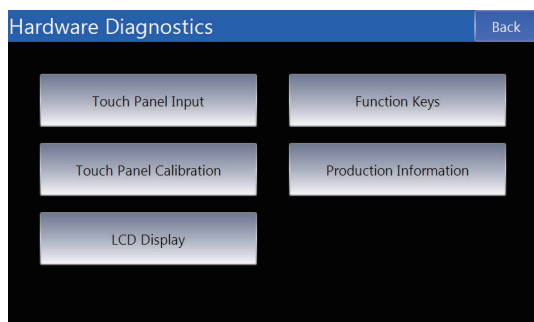 Hardware Diagnostics
Back
Touch Panel Input
Function Keys
Touch Panel Calibration
Production Information
LCD Display